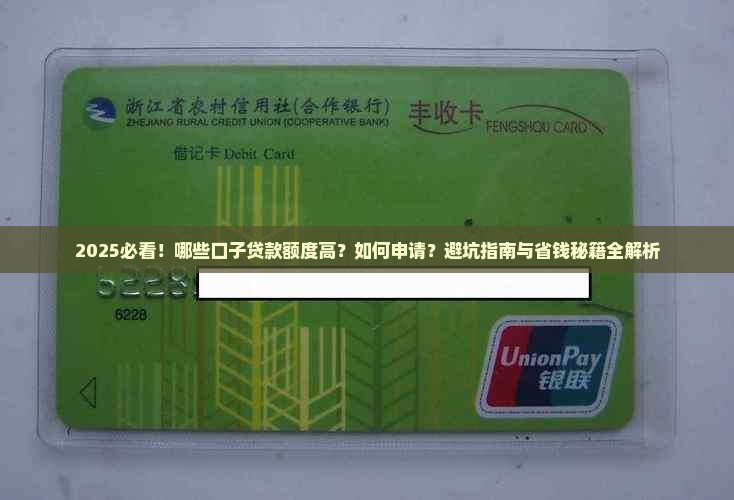 浙江省农村信用社(合作银行)
ZHEJIANG RURAL CREDIT UNION (COOPERATIVE BANK)
丰收卡
FENGSHOU CARD
借记卡 Debit Card
2025必看！哪些口子贷款额度高？如何申请？避坑指南与省钱秘籍全解析
6228
6228
UnionPay
银联